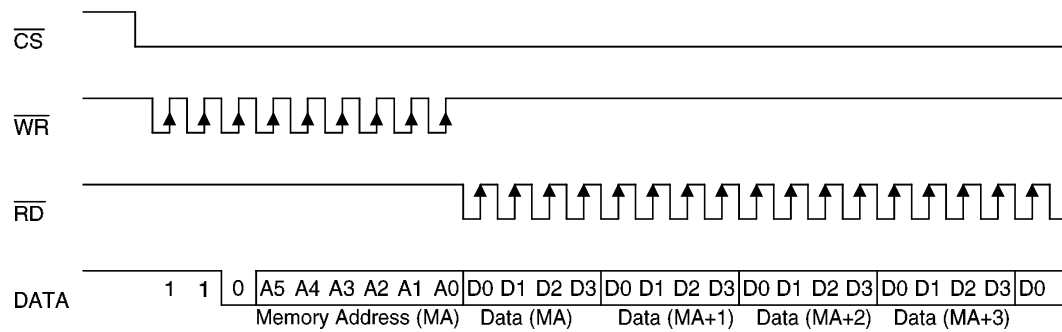 CS
WR
RD
DATA 1 1 0 A5 A4 A3 A2 A1 A0 D0 D1 D2 D3 D0 D1 D2 D3 D0 D1 D2 D3 D0 D1 D2 D3 D0
Memory Address (MA) Data (MA) Data (MA+1) Data (MA+2) Data (MA+3)